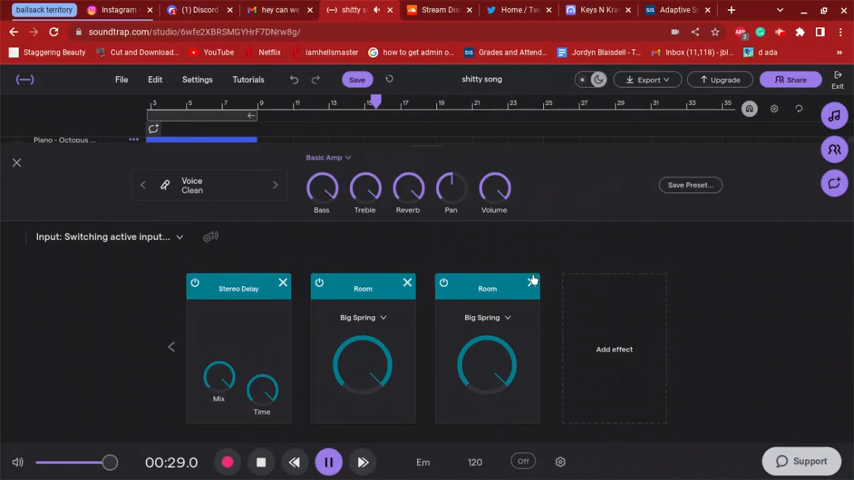 ballsack territory Instagram (1) Discord hey can we shitty so Stream Dis Home / Tw Keys N Kra Adaptive S
soundtrap.com/studio/6wfe2XBRSMGYHrF7DNrw8g/
Staggering Beauty Cut and Download... YouTube Netflix iamhellsmaster how to get admin o... Grades and Attend... Jordyn Blaisdell -... Inbox (11,118) d ada
File Edit Settings Tutorials Save shitty song Export Upgrade Share Exit
3 5 7 9 11 13 15 17 19 21 23 25 27 29 31 33 35
Piano - Octopus ...
Voice
Clean
Basic Amp
Bass Treble Reverb Pan Volume
Save Preset...
Input: Switching active input...
Stereo Delay Room Room
Big Spring Big Spring
Add effect
Mix
Time
00:29.0 Em 120 Off Support